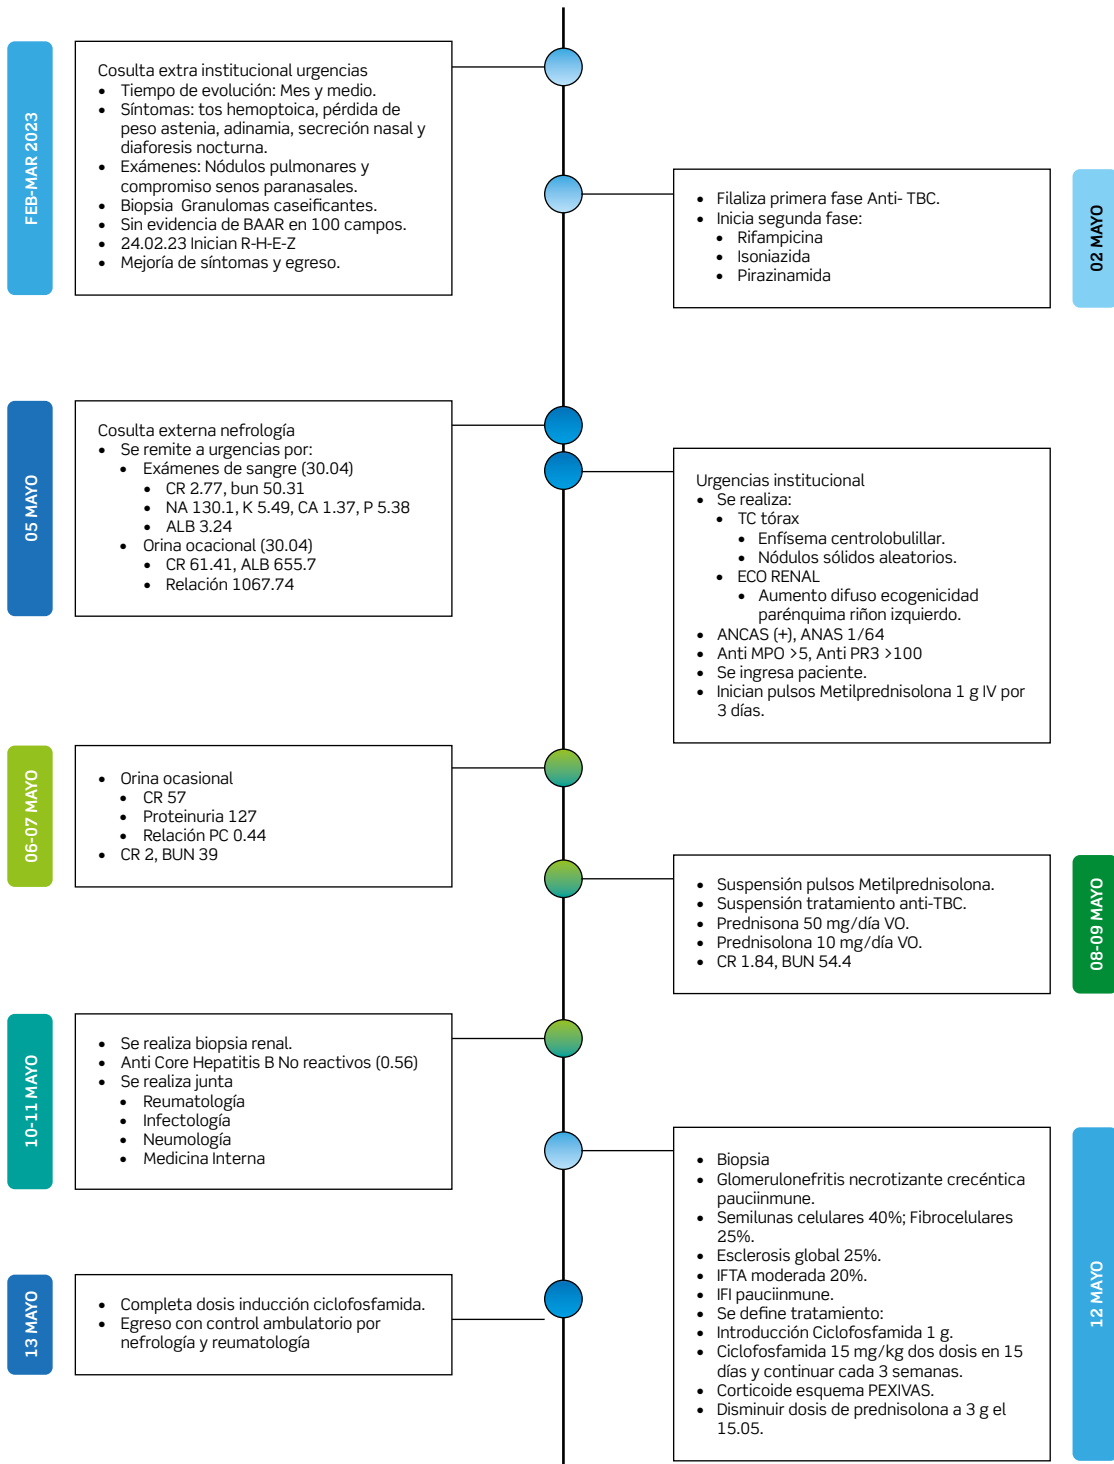 FEB-MAR 2023
Cosulta extra institucional urgencias
• Tiempo de evolución: Mes y medio.
• Síntomas: tos hemoptoica, pérdida de
peso astenia, adinamia, secreción nasal y
diaforesis nocturna.
• Exámenes: Nódulos pulmonares y
compromiso senos paranasales.
• Biopsia Granulomas caseificantes.
• Sin evidencia de BAAR en 100 campos.
• 24.02.23 Inician R-H-E-Z
• Mejoría de síntomas y egreso.
02 MAYO
• Filaliza primera fase Anti- TBC.
• Inicia segunda fase:
• Rifampicina
• Isoniazida
• Pirazinamida
05 MAYO
Cosulta externa nefrología
• Se remite a urgencias por:
• Exámenes de sangre (30.04)
• CR 2.77, bun 50.31
• NA 130.1, K 5.49, CA 1.37, P 5.38
• ALB 3.24
• Orina ocacional (30.04)
• CR 61.41, ALB 655.7
• Relación 1067.74
Urgencias institucional
• Se realiza:
• TC tórax
• Enfísema centrolobulillar.
• Nódulos sólidos aleatorios.
• ECO RENAL
• Aumento difuso ecogenicidad
parénquima riñon izquierdo.
• ANCAS (+), ANAS 1/64
• Anti MPO >5, Anti PR3 >100
• Se ingresa paciente.
• Inician pulsos Metilprednisolona 1 g IV por
3 días.
06-07 MAYO
• Orina ocasional
• CR 57
• Proteinuria 127
• Relación PC 0.44
• CR 2, BUN 39
08-09 MAYO
• Suspensión pulsos Metilprednisolona.
• Suspensión tratamiento anti-TBC.
• Prednisona 50 mg/día VO.
• Prednisolona 10 mg/día VO.
• CR 1.84, BUN 54.4
10-11 MAYO
• Se realiza biopsia renal.
• Anti Core Hepatitis B No reactivos (0.56)
• Se realiza junta
• Reumatología
• Infectología
• Neumología
• Medicina Interna
12 MAYO
• Biopsia
• Glomerulonefritis necrotizante crecéntica
pauciinmune.
• Semilunas celulares 40%; Fibrocelulares
25%.
• Esclerosis global 25%.
• IFTA moderada 20%.
• IFI pauciinmune.
• Se define tratamiento:
• Introducción Ciclofosfamida 1 g.
• Ciclofosfamida 15 mg/kg dos dosis en 15
días y continuar cada 3 semanas.
• Corticoide esquema PEXIVAS.
• Disminuir dosis de prednisolona a 3 g el
15.05.
13 MAYO
• Completa dosis inducción ciclofosfamida.
• Egreso con control ambulatorio por
nefrología y reumatología